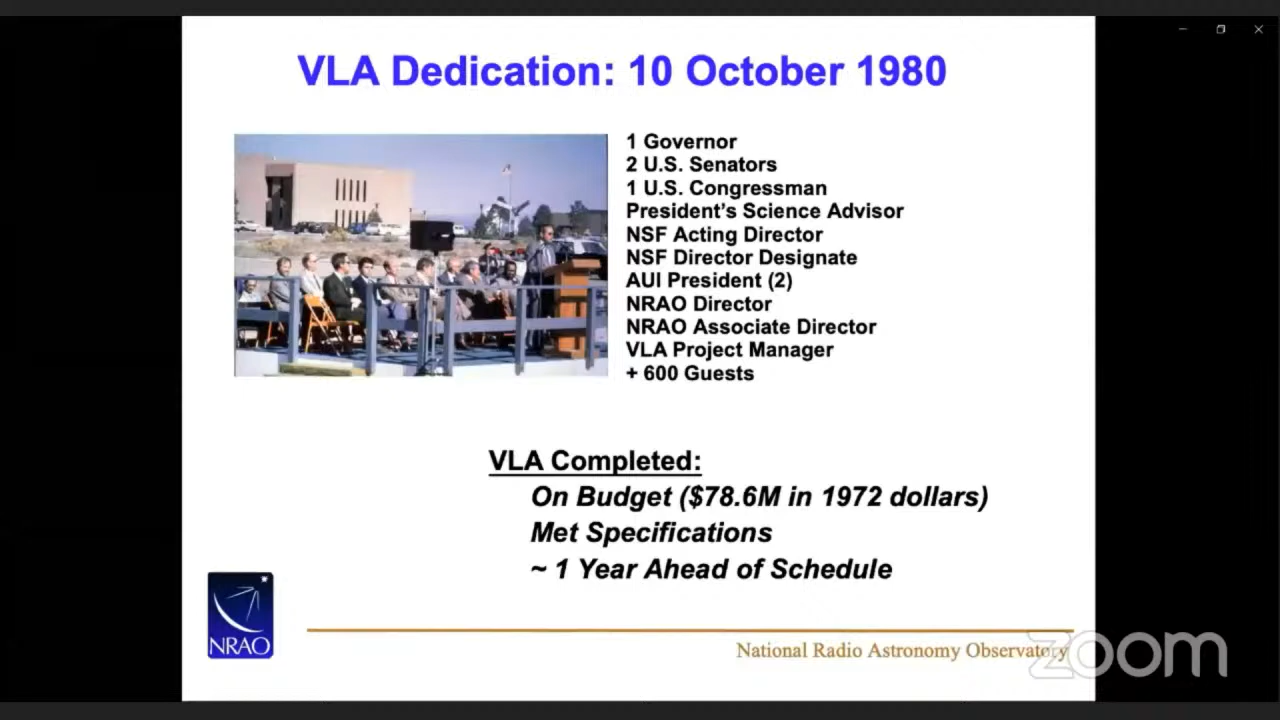 VLA Dedication: 10 October 1980
1 Governor
2 U.S. Senators
1 U.S. Congressman
President's Science Advisor
NSF Acting Director
NSF Director Designate
AUI President (2)
NRAO Director
NRAO Associate Director
VLA Project Manager
+ 600 Guests
VLA Completed:
On Budget ($78.6M in 1972 dollars)
Met Specifications
~ 1 Year Ahead of Schedule
NRAO
National Radio Astronomy Observatory
zoom